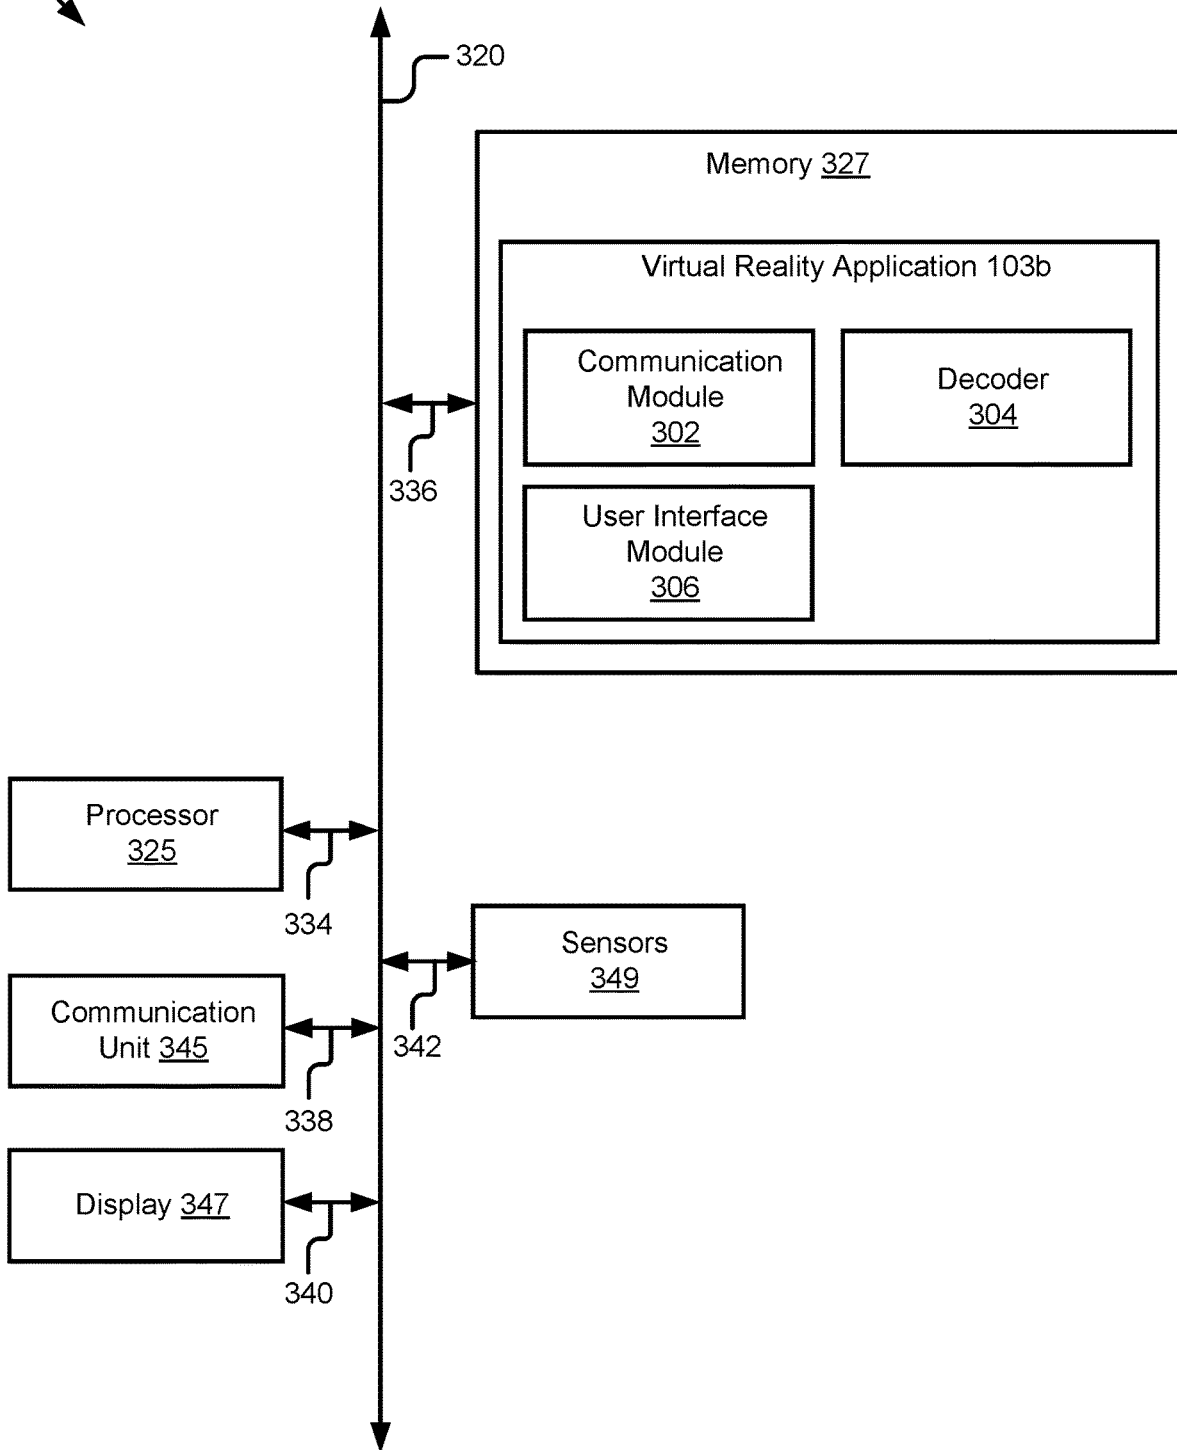 320
Memory 327
Virtual Reality Application 103b
Communication
Module
302
Decoder
304
336
User Interface
Module
306
Processor
325
334
Sensors
349
342
Communication
Unit 345
338
Display 347
340